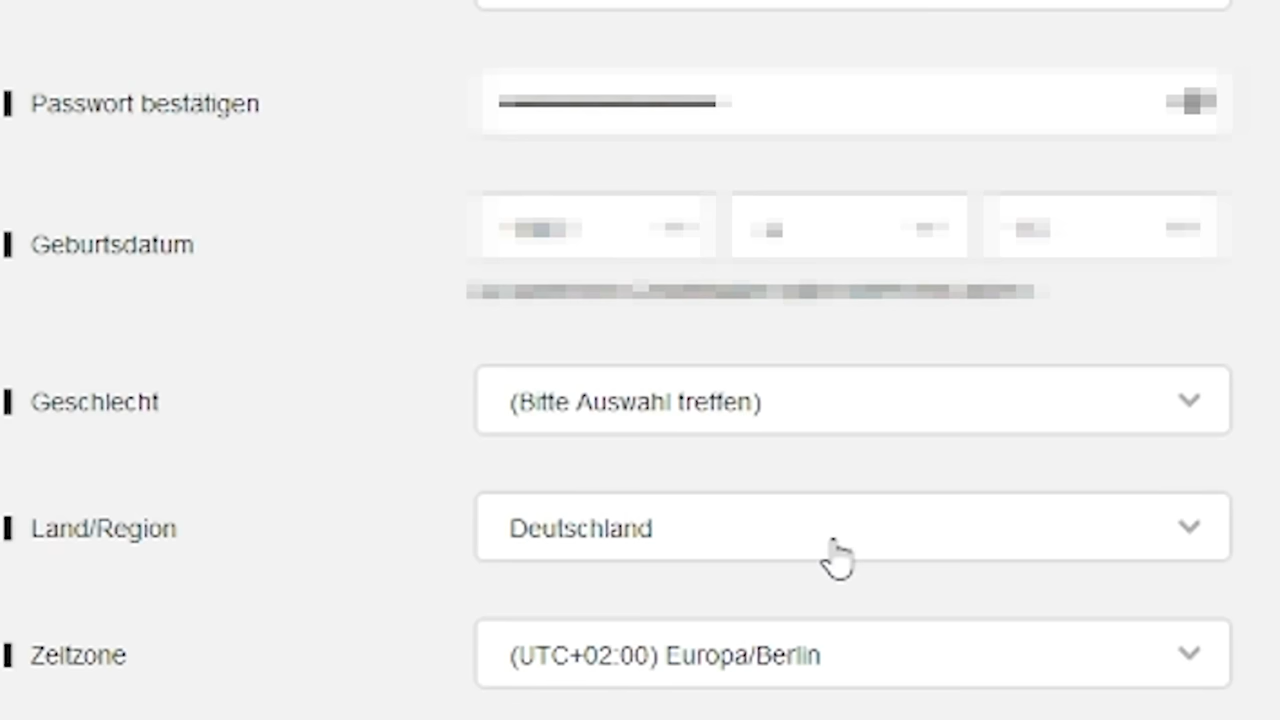 Passwort bestätigen
Geburtsdatum
Geschlecht
(Bitte Auswahl treffen)
Land/Region
Deutschland
Zeitzone
(UTC+02:00) Europa/Berlin